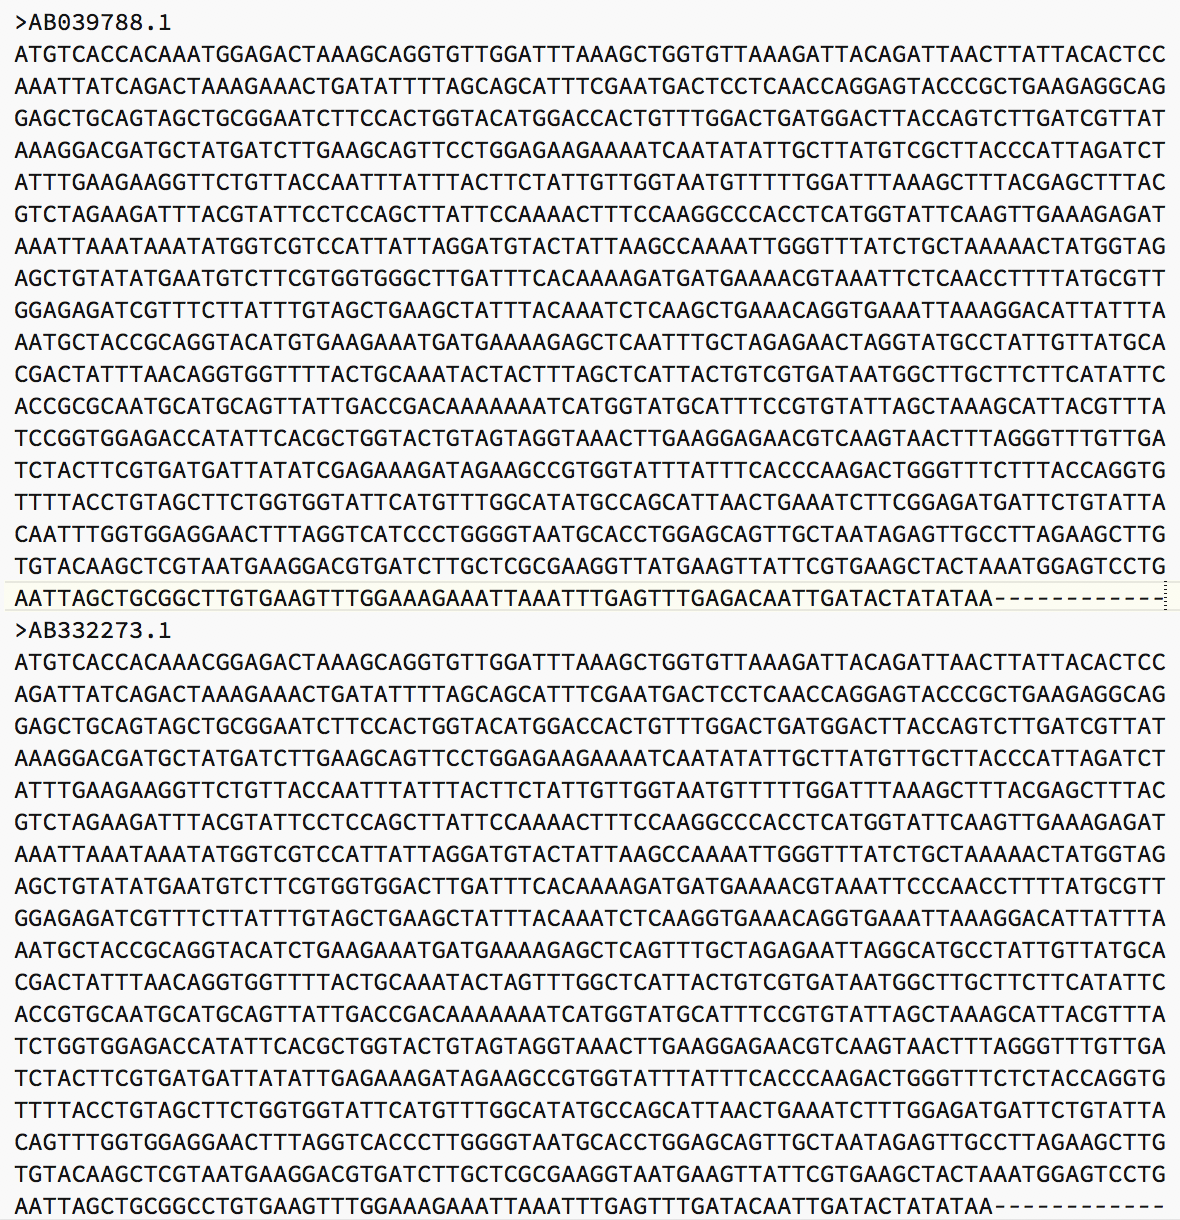 >AB039788.1
ATGTCACCACAAATGGAGACTAAAGCAGGTGTTGGATTTAAAGCTGGTGTTAAAGATTACAGATTAACTTATTACACTCC
AAATTATCAGACTAAAGAAACTGATATTTTAGCAGCATTTCGAATGACTCCTCAACCAGGAGTACCCGCTGAAGAGGCAG
GAGCTGCAGTAGCTGCGGAATCTTCCACTGGTACATGGACCACTGTTTGGACTGATGGACTTACCAGTCTTGATCGTTAT
AAAGGACGATGCTATGATCTTGAAGCAGTTCCTGGAGAAGAAAATCAATATATTGCTTATGTCGCTTACCCATTAGATCT
ATTTGAAGAAGGTTCTGTTACCAATTTATTTACTTCTATTGTTGGTAATGTTTTTGGATTTAAAGCTTTACGAGCTTTAC
GTCTAGAAGATTTACGTATTCCTCCAGCTTATTCCAAAACTTTCCAAGGCCCACCTCATGGTATTCAAGTTGAAAGAGAT
AAATTAAATAAATATGGTCGTCCATTATTAGGATGTACTATTAAGCCAAAATTGGGTTTATCTGCTAAAAACTATGGTAG
AGCTGTATATGAATGTCTTCGTGGTGGGCTTGATTTCACAAAAGATGATGAAAACGTAAATTCTCAACCTTTTATGCGTT
GGAGAGATCGTTTCTTATTTGTAGCTGAAGCTATTTACAAATCTCAAGCTGAAACAGGTGAAATTAAAGGACATTATTTA
AATGCTACCGCAGGTACATGTGAAGAAATGATGAAAAGAGCTCAATTTGCTAGAGAACTAGGTATGCCTATTGTTATGCA
CGACTATTTAACAGGTGGTTTTACTGCAAATACTACTTTAGCTCATTACTGTCGTGATAATGGCTTGCTTCTTCATATTC
ACCGCGCAATGCATGCAGTTATTGACCGACAAAAAAATCATGGTATGCATTTCCGTGTATTAGCTAAAGCATTACGTTTA
TCCGGTGGAGACCATATTCACGCTGGTACTGTAGTAGGTAAACTTGAAGGAGAACGTCAAGTAACTTTAGGGTTTGTTGA
TCTACTTCGTGATGATTATATCGAGAAAGATAGAAGCCGTGGTATTTATTTCACCCAAGACTGGGTTTCTTTACCAGGTG
TTTTACCTGTAGCTTCTGGTGGTATTCATGTTTGGCATATGCCAGCATTAACTGAAATCTTCGGAGATGATTCTGTATTA
CAATTTGGTGGAGGAACTTTAGGTCATCCCTGGGGTAATGCACCTGGAGCAGTTGCTAATAGAGTTGCCTTAGAAGCTTG
TGTACAAGCTCGTAATGAAGGACGTGATCTTGCTCGCGAAGGTTATGAAGTTATTCGTGAAGCTACTAAATGGAGTCCTG
AATTAGCTGCGGCTTGTGAAGTTTGGAAAGAAATTAAATTTGAGTTTGAGACAATTGATACTATATAA------------
>AB332273.1
ATGTCACCACAAACGGAGACTAAAGCAGGTGTTGGATTTAAAGCTGGTGTTAAAGATTACAGATTAACTTATTACACTCC
AGATTATCAGACTAAAGAAACTGATATTTTAGCAGCATTTCGAATGACTCCTCAACCAGGAGTACCCGCTGAAGAGGCAG
GAGCTGCAGTAGCTGCGGAATCTTCCACTGGTACATGGACCACTGTTTGGACTGATGGACTTACCAGTCTTGATCGTTAT
AAAGGACGATGCTATGATCTTGAAGCAGTTCCTGGAGAAGAAAATCAATATATTGCTTATGTTGCTTACCCATTAGATCT
ATTTGAAGAAGGTTCTGTTACCAATTTATTTACTTCTATTGTTGGTAATGTTTTTGGATTTAAAGCTTTACGAGCTTTAC
GTCTAGAAGATTTACGTATTCCTCCAGCTTATTCCAAAACTTTCCAAGGCCCACCTCATGGTATTCAAGTTGAAAGAGAT
AAATTAAATAAATATGGTCGTCCATTATTAGGATGTACTATTAAGCCAAAATTGGGTTTATCTGCTAAAAACTATGGTAG
AGCTGTATATGAATGTCTTCGTGGTGGACTTGATTTCACAAAAGATGATGAAAACGTAAATTCCCAACCTTTTATGCGTT
GGAGAGATCGTTTCTTATTTGTAGCTGAAGCTATTTACAAATCTCAAGGTGAAACAGGTGAAATTAAAGGACATTATTTA
AATGCTACCGCAGGTACATCTGAAGAAATGATGAAAAGAGCTCAGTTTGCTAGAGAATTAGGCATGCCTATTGTTATGCA
CGACTATTTAACAGGTGGTTTTACTGCAAATACTAGTTTGGCTCATTACTGTCGTGATAATGGCTTGCTTCTTCATATTC
ACCGTGCAATGCATGCAGTTATTGACCGACAAAAAAATCATGGTATGCATTTCCGTGTATTAGCTAAAGCATTACGTTTA
TCTGGTGGAGACCATATTCACGCTGGTACTGTAGTAGGTAAACTTGAAGGAGAACGTCAAGTAACTTTAGGGTTTGTTGA
TCTACTTCGTGATGATTATATTGAGAAAGATAGAAGCCGTGGTATTTATTTCACCCAAGACTGGGTTTCTCTACCAGGTG
TTTTACCTGTAGCTTCTGGTGGTATTCATGTTTGGCATATGCCAGCATTAACTGAAATCTTTGGAGATGATTCTGTATTA
CAGTTTGGTGGAGGAACTTTAGGTCACCCTTGGGGTAATGCACCTGGAGCAGTTGCTAATAGAGTTGCCTTAGAAGCTTG
TGTACAAGCTCGTAATGAAGGACGTGATCTTGCTCGCGAAGGTAATGAAGTTATTCGTGAAGCTACTAAATGGAGTCCTG
AATTAGCTGCGGCCTGTGAAGTTTGGAAAGAAATTAAATTTGAGTTTGATACAATTGATACTATATAA------------